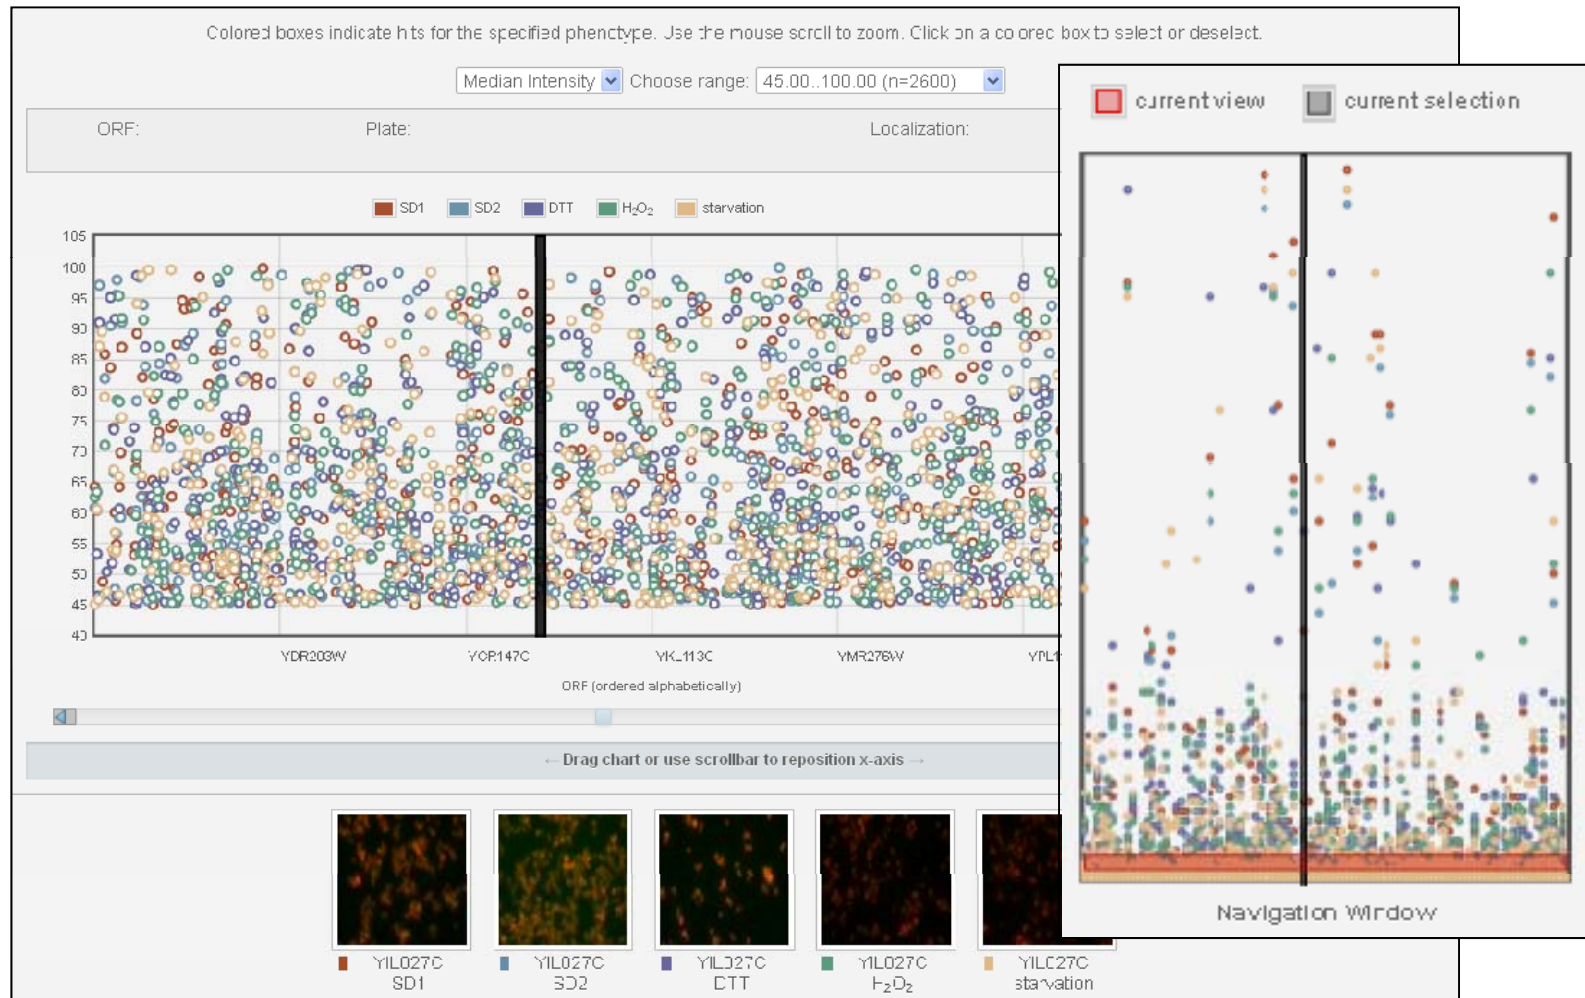 Colored boxes indicate hits for the specified phenotype. Use the mouse scroll to zoom. Click on a colored box to select or deselect.
Median Intensity Choose range: 45.00..100.00 (n=2600)
ORF: Plate: Localization:
SD1 SD2 DTT H₂O₂ starvation
105
100
95
90
85
80
75
70
65
60
55
50
45
40
YDR203W YGR147C YKL113C YMR276W
ORF (ordered alphabetically)
← Drag chart or use scrollbar to reposition x-axis →
YIL027C YIL027C YIL027C YIL027C YIL027C
SD1 SD2 DTT H₂O₂ starvation
current view current selection
Navigation Window